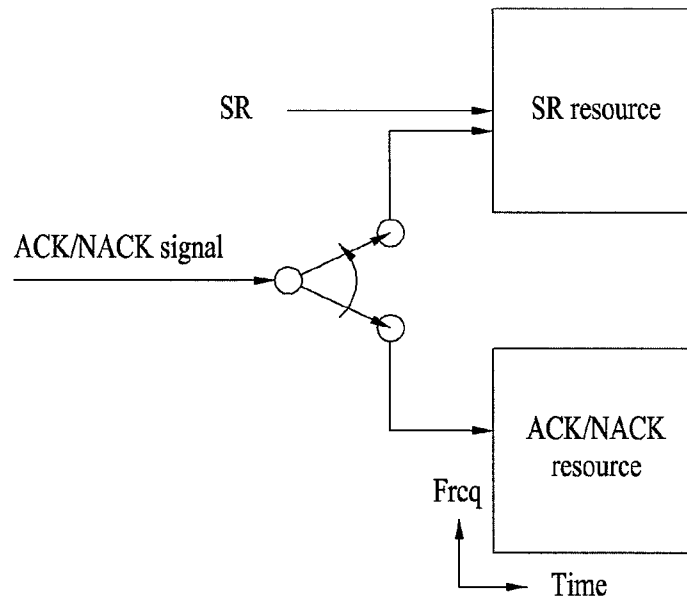 SR
SR resource
ACK/NACK signal
ACK/NACK
resource
Frcq
Time